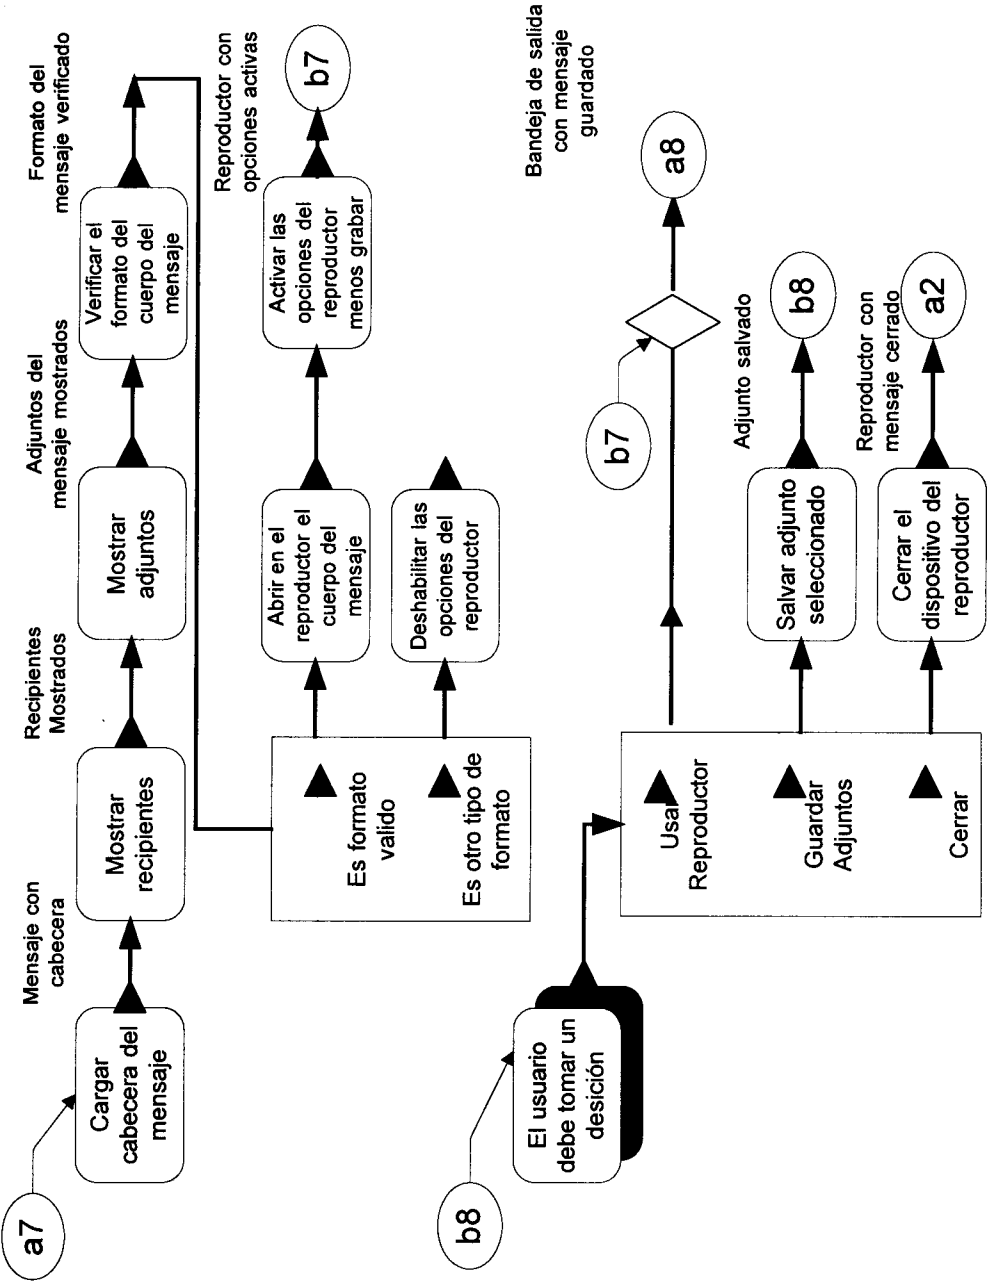 a7
Cargar
cabecera del
mensaje
Mensaje con
cabecera
Mostrar
recipientes
Recipientes
Mostrados
Mostrar
adjuntos
Adjuntos del
mensaje mostrados
Verificar el
formato del
cuerpo del
mensaje
Formato del
mensaje verificado
Es formato
valido
Es otro tipo de
formato
Abrir en el
reproductor el
cuerpo del
mensaje
Deshabilitar las
opciones del
reproductor
Activar las
opciones del
reproductor
menos grabar
Reproductor con
opciones activas
b7
b8
El usuario
debe tomar un
desición
Usar
Reproductor
Guardar
Adjuntos
Cerrar
b7
a8
Bandeja de salida
con mensaje
guardado
Salvar adjunto
seleccionado
Adjunto salvado
b8
Cerrar el
dispositivo del
reproductor
Reproductor con
mensaje cerrado
a2